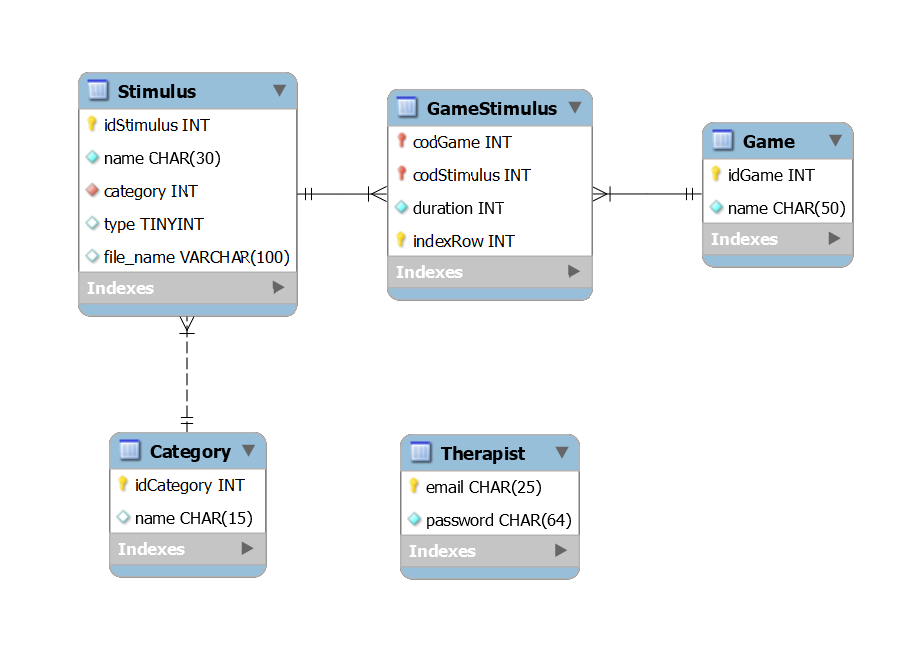 Stimulus
idStimulus INT
name CHAR(30)
category INT
type TINYINT
file_name VARCHAR(100)
Indexes
GameStimulus
codGame INT
codStimulus INT
duration INT
indexRow INT
Indexes
Game
idGame INT
name CHAR(50)
Indexes
Category
idCategory INT
name CHAR(15)
Indexes
Therapist
email CHAR(25)
password CHAR(64)
Indexes